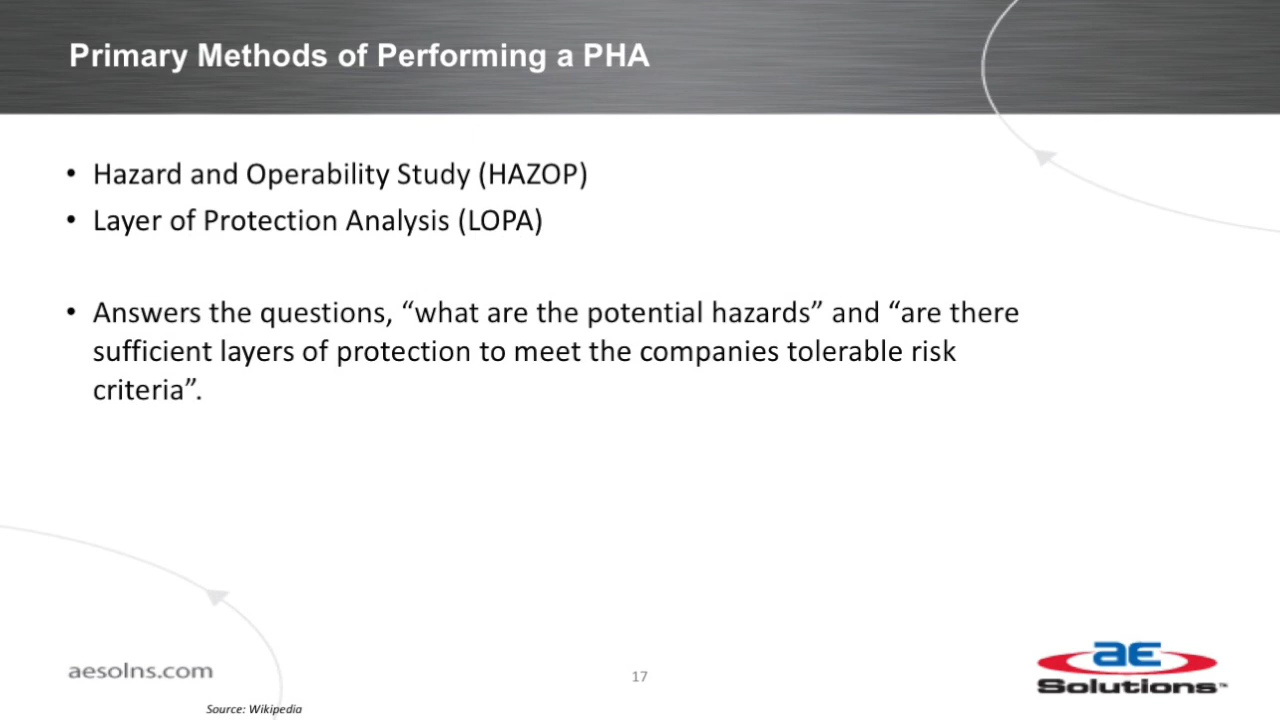 Primary Methods of Performing a PHA
• Hazard and Operability Study (HAZOP)
• Layer of Protection Analysis (LOPA)
• Answers the questions, “what are the potential hazards” and “are there
sufficient layers of protection to meet the companies tolerable risk
criteria”.
aesolns.com
17
ae
Solutions™
Source: Wikipedia